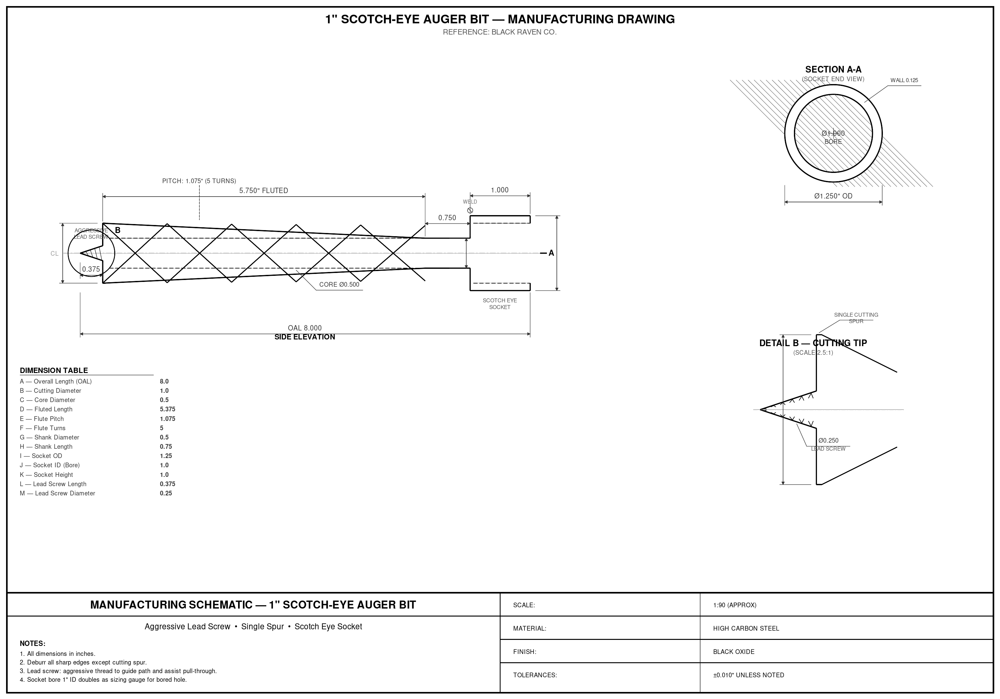 1" SCOTCH-EYE AUGER BIT — MANUFACTURING DRAWING
REFERENCE: BLACK RAVEN CO.
SECTION A-A
(SOCKET END VIEW)
WALL 0.125
Ø1.000
BORE
Ø1.250" OD
PITCH: 1.075" (5 TURNS)
5.750" FLUTED
1.000
WELD
0.750
AGGRESSIVE
LEAD SCREW
B
CL
A
0.375
CORE Ø0.500
SCOTCH EYE
SOCKET
OAL 8.000
SIDE ELEVATION
SINGLE CUTTING
SPUR
DETAIL B — CUTTING TIP
(SCALE 2.5:1)
Ø0.250
LEAD SCREW
DIMENSION TABLE
A — Overall Length (OAL) 8.0
B — Cutting Diameter 1.0
C — Core Diameter 0.5
D — Fluted Length 5.375
E — Flute Pitch 1.075
F — Flute Turns 5
G — Shank Diameter 0.5
H — Shank Length 0.75
I — Socket OD 1.25
J — Socket ID (Bore) 1.0
K — Socket Height 1.0
L — Lead Screw Length 0.375
M — Lead Screw Diameter 0.25
MANUFACTURING SCHEMATIC — 1" SCOTCH-EYE AUGER BIT
Aggressive Lead Screw • Single Spur • Scotch Eye Socket
NOTES:
1. All dimensions in inches.
2. Deburr all sharp edges except cutting spur.
3. Lead screw: aggressive thread to guide path and assist pull-through.
4. Socket bore 1" ID doubles as sizing gauge for bored hole.
SCALE: 1:90 (APPROX)
MATERIAL: HIGH CARBON STEEL
FINISH: BLACK OXIDE
TOLERANCES: ±0.010" UNLESS NOTED